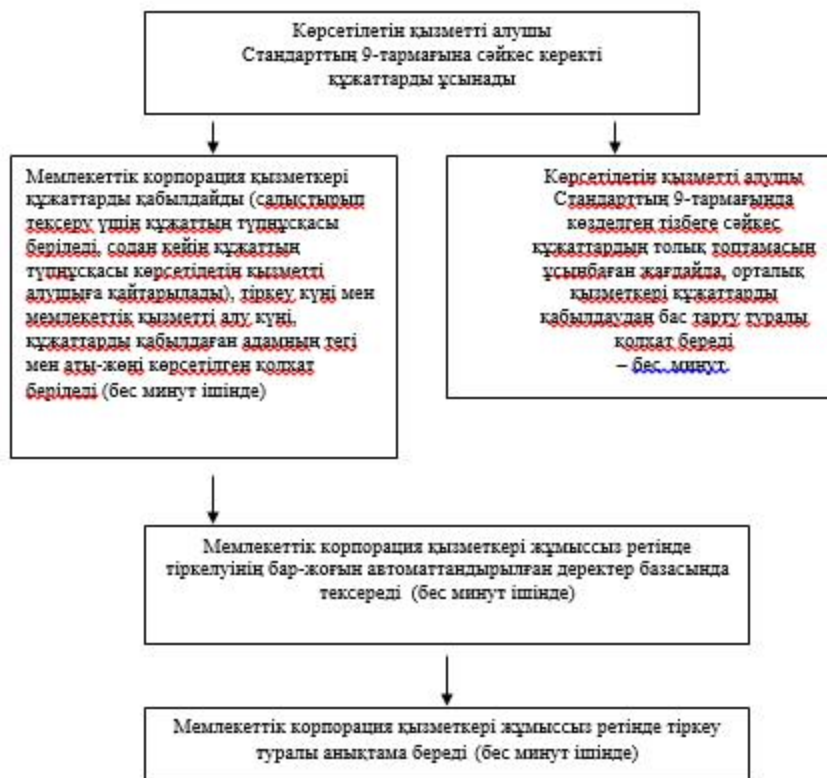 Көрсетілетін қызметті алушы
Стандарттың 9-тармағына сәйкес керекті
құжаттарды ұсынады
Мемлекеттік корпорация қызметкері
құжаттарды қабылдайды (салыстырып
тексеру үшін құжаттың түпнұсқасы
беріледі, содан кейін құжаттың
түпнұсқасы көрсетілетін қызметті
алушыға қайтарылады), тіркеу күні мен
мемлекеттік қызметті алу күні,
құжаттарды қабылдаған адамның тегі
мен аты-жөні көрсетілген қолхат
беріледі (бес минут ішінде)
Көрсетілетін қызметті алушы
Стандарттың 9-тармағында
көзделген тізбеге сәйкес
құжаттардың толық топтамасын
ұсынбаған жағдайда, орталық
қызметкері құжаттарды
қабылдаудан бас тарту туралы
қолхат береді
– бес минут.
Мемлекеттік корпорация қызметкері жұмыссыз ретінде
тіркелуінің бар-жоғын автоматтандырылған деректер базасында
тексереді (бес минут ішінде)
Мемлекеттік корпорация қызметкері жұмыссыз ретінде тіркеу
туралы анықтама береді (бес минут ішінде)